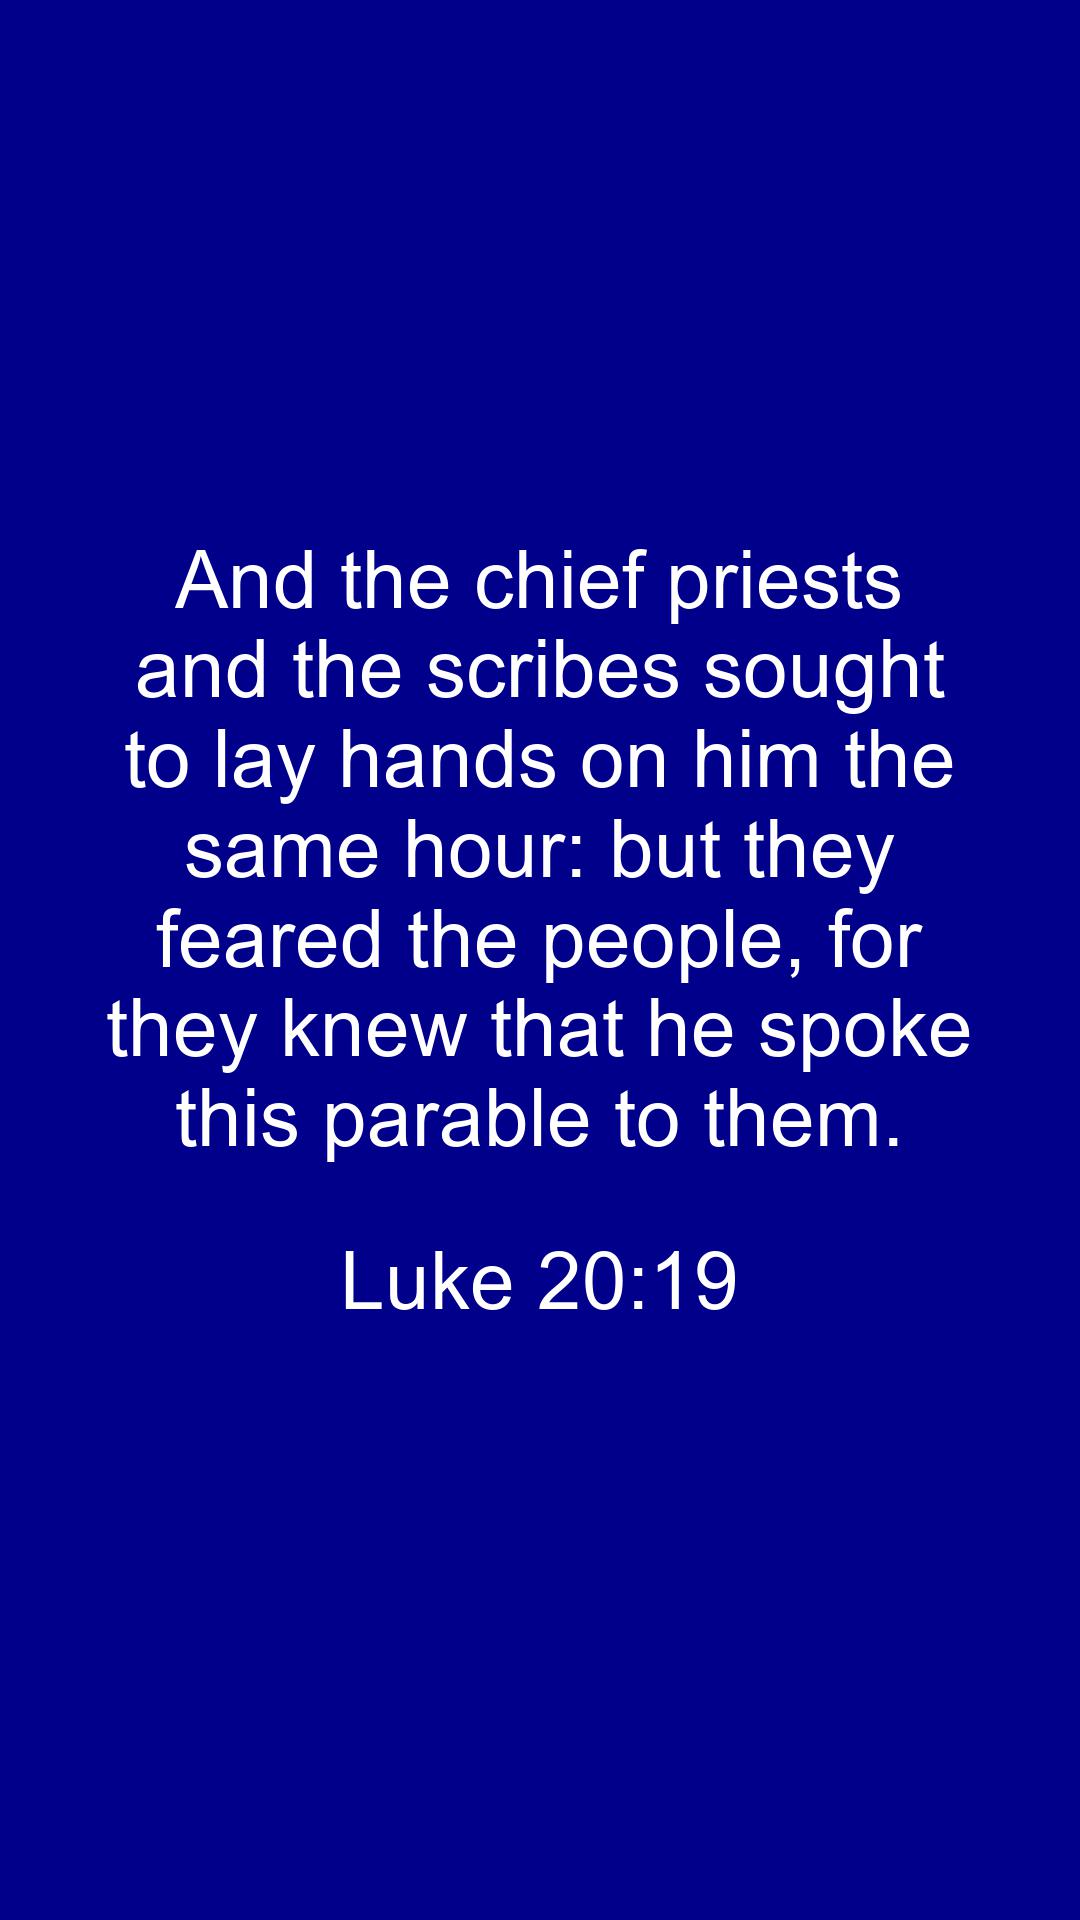 And the chief priests
and the scribes sought
to lay hands on him the
same hour: but they
feared the people, for
they knew that he spoke
this parable to them.
Luke 20:19